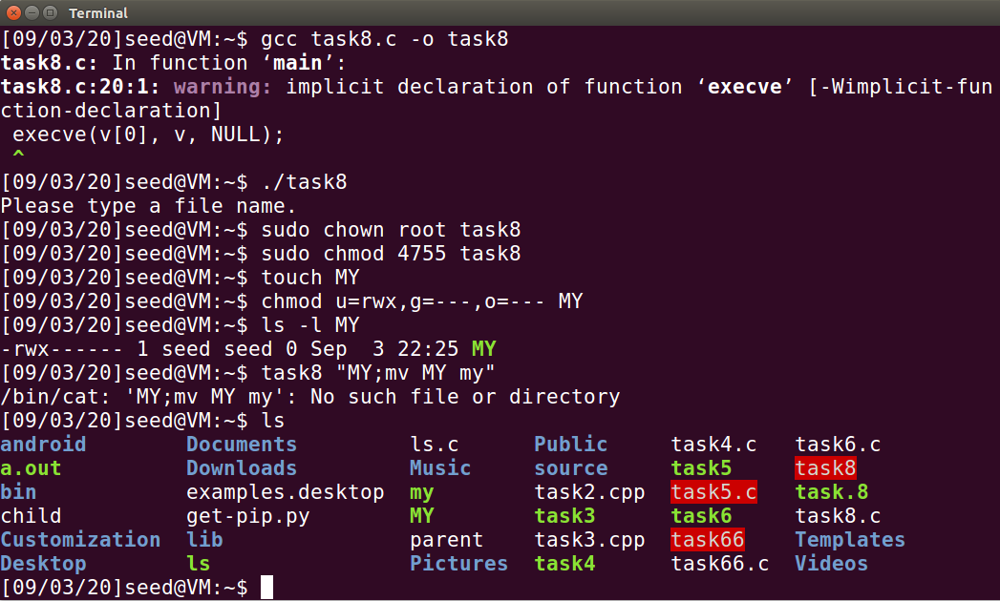 Terminal
[09/03/20]seed@VM:~$ gcc task8.c -o task8
task8.c: In function ‘main’:
task8.c:20:1: warning: implicit declaration of function ‘execve’ [-Wimplicit-fun
ction-declaration]
 execve(v[0], v, NULL);
 ^
[09/03/20]seed@VM:~$ ./task8
Please type a file name.
[09/03/20]seed@VM:~$ sudo chown root task8
[09/03/20]seed@VM:~$ sudo chmod 4755 task8
[09/03/20]seed@VM:~$ touch MY
[09/03/20]seed@VM:~$ chmod u=rwx,g=---,o=--- MY
[09/03/20]seed@VM:~$ ls -l MY
-rwx------ 1 seed seed 0 Sep  3 22:25 MY
[09/03/20]seed@VM:~$ task8 "MY;mv MY my"
/bin/cat: 'MY;mv MY my': No such file or directory
[09/03/20]seed@VM:~$ ls
android        Documents         ls.c      Public     task4.c  task6.c
a.out          Downloads         Music     source     task5    task8
bin            examples.desktop  my        task2.cpp  task5.c  task.8
child          get-pip.py        MY        task3      task6    task8.c
Customization  lib               parent    task3.cpp  task66   Templates
Desktop        ls                Pictures  task4      task66.c Videos
[09/03/20]seed@VM:~$